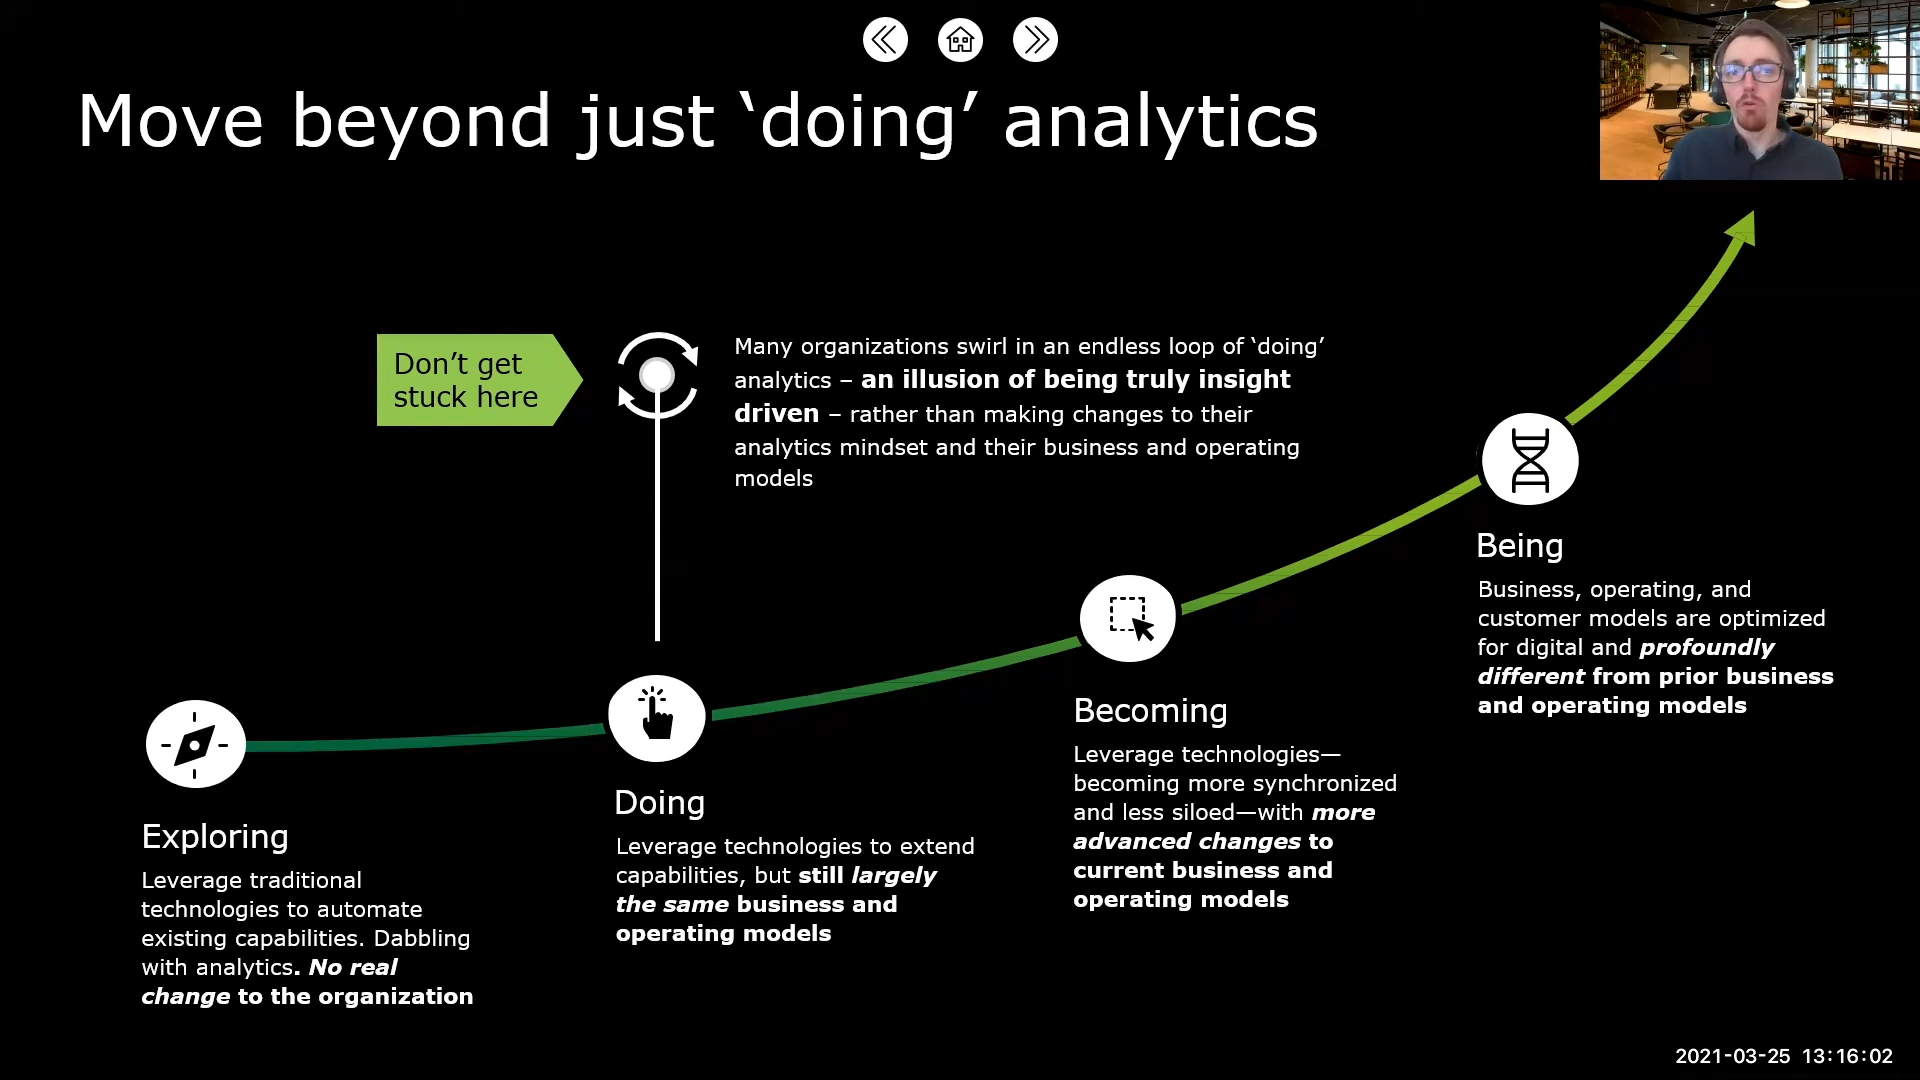 Move beyond just ‘doing’ analytics
Don’t get
stuck here
Many organizations swirl in an endless loop of ‘doing’
analytics – an illusion of being truly insight
driven – rather than making changes to their
analytics mindset and their business and operating
models
Exploring
Leverage traditional
technologies to automate
existing capabilities. Dabbling
with analytics. No real
change to the organization
Doing
Leverage technologies to extend
capabilities, but still largely
the same business and
operating models
Becoming
Leverage technologies—
becoming more synchronized
and less siloed—with more
advanced changes to
current business and
operating models
Being
Business, operating, and
customer models are optimized
for digital and profoundly
different from prior business
and operating models
2021-03-25 13:16:02